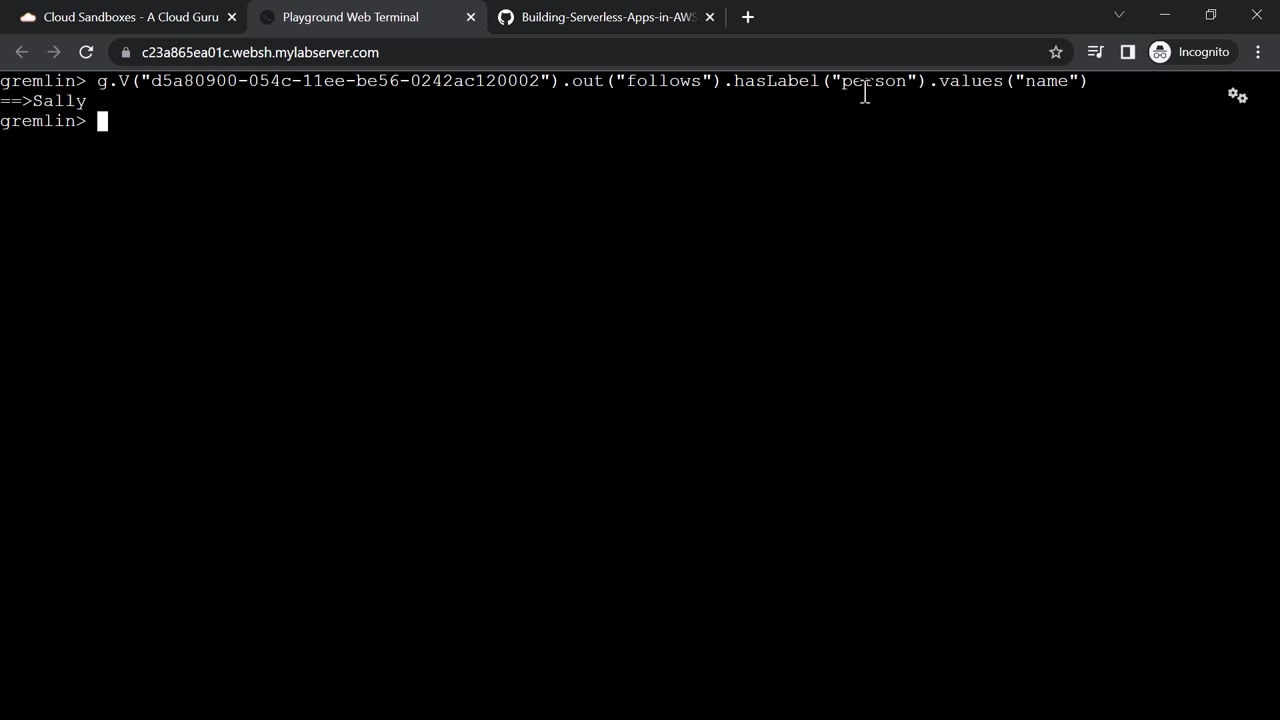 Cloud Sandboxes - A Cloud Guru
Playground Web Terminal
Building-Serverless-Apps-in-AWS
c23a865ea01c.websh.mylabserver.com
Incognito
gremlin> g.V("d5a80900-054c-11ee-be56-0242ac120002").out("follows").hasLabel("person").values("name")
==>Sally
gremlin>